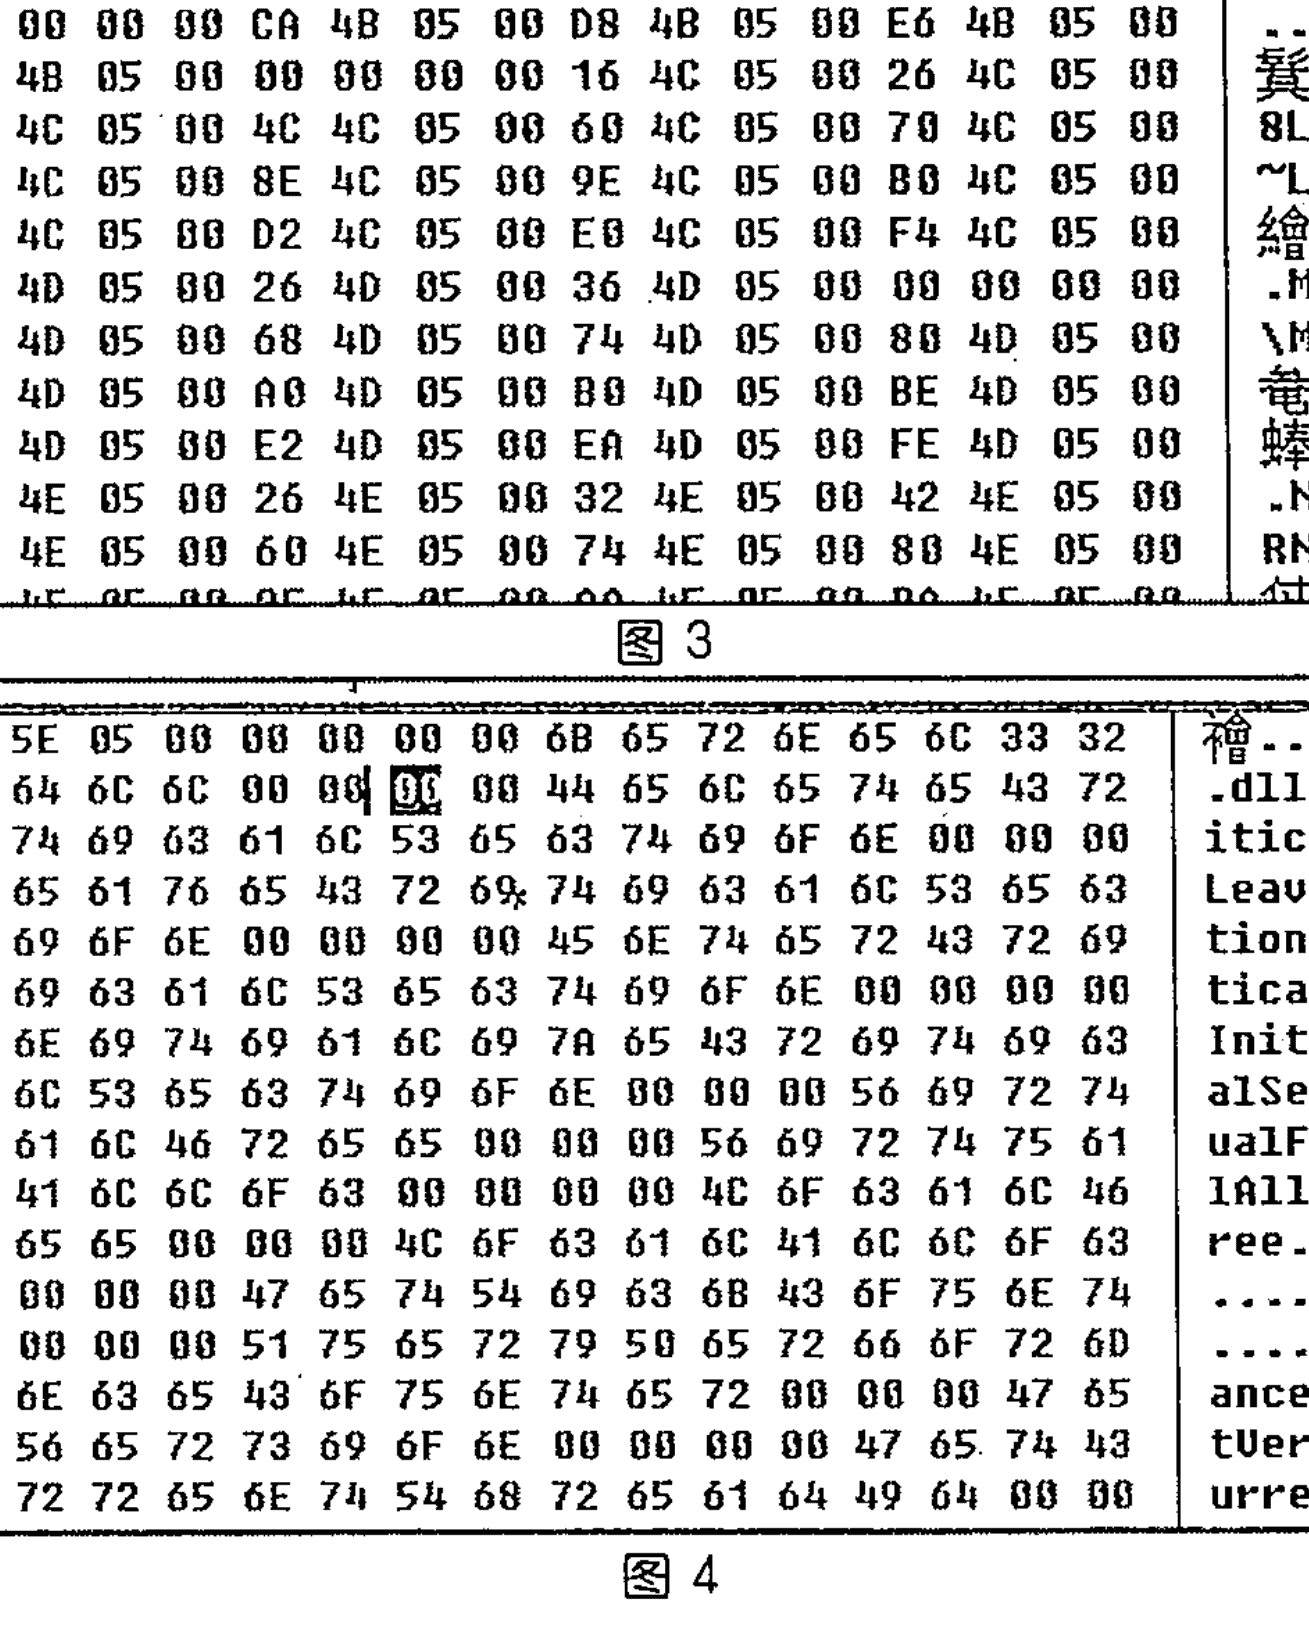 00 00 00 CA 4B 05 00 D8 4B 05 00 E6 4B 05 00 ..
4B 05 00 00 00 00 00 16 4C 05 00 26 4C 05 00
4C 05 00 4C 4C 05 00 60 4C 05 00 70 4C 05 00 8L
4C 05 00 8E 4C 05 00 9E 4C 05 00 B0 4C 05 00 ~L
4C 05 00 D2 4C 05 00 E0 4C 05 00 F4 4C 05 00 繪
4D 05 00 26 4D 05 00 36 4D 05 00 00 00 00 00 .M
4D 05 00 68 4D 05 00 74 4D 05 00 80 4D 05 00 \M
4D 05 00 A0 4D 05 00 B0 4D 05 00 BE 4D 05 00
4D 05 00 E2 4D 05 00 EA 4D 05 00 FE 4D 05 00
4E 05 00 26 4E 05 00 32 4E 05 00 42 4E 05 00 .N
4E 05 00 60 4E 05 00 74 4E 05 00 80 4E 05 00 RN
图 3
5E 05 00 00 00 00 00 6B 65 72 6E 65 6C 33 32 襘..
64 6C 6C 00 00 00 00 44 65 6C 65 74 65 43 72 .dll
74 69 63 61 6C 53 65 63 74 69 6F 6E 00 00 00 itic
65 61 76 65 43 72 69 74 69 63 61 6C 53 65 63 Leav
69 6F 6E 00 00 00 00 45 6E 74 65 72 43 72 69 tion
69 63 61 6C 53 65 63 74 69 6F 6E 00 00 00 00 tica
6E 69 74 69 61 6C 69 7A 65 43 72 69 74 69 63 Init
6C 53 65 63 74 69 6F 6E 00 00 00 56 69 72 74 alSe
61 6C 46 72 65 65 00 00 00 56 69 72 74 75 61 ualF
41 6C 6C 6F 63 00 00 00 00 4C 6F 63 61 6C 46 lAll
65 65 00 00 00 4C 6F 63 61 6C 41 6C 6C 6F 63 ree.
00 00 00 47 65 74 54 69 63 6B 43 6F 75 6E 74 ....
00 00 00 51 75 65 72 79 50 65 72 66 6F 72 6D ....
6E 63 65 43 6F 75 6E 74 65 72 00 00 00 47 65 ance
56 65 72 73 69 6F 6E 00 00 00 00 47 65 74 43 tVer
72 72 65 6E 74 54 68 72 65 61 64 49 64 00 00 urre
图 4